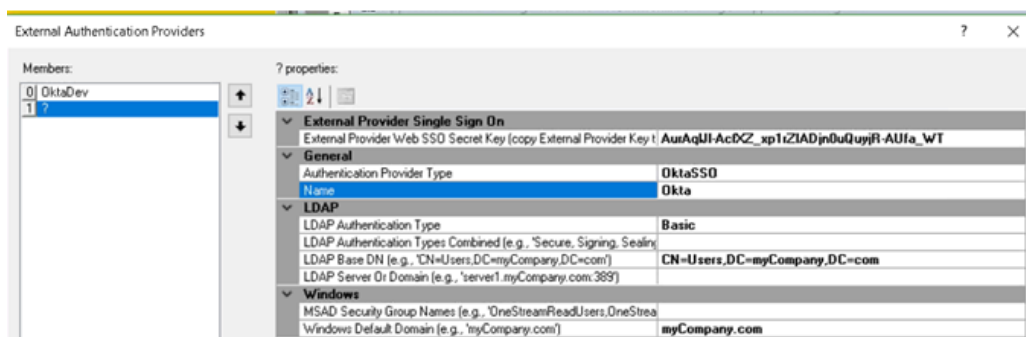 External Authentication Providers ? ×
Members:
? properties:
0 OktaDev
1 ?
External Provider Single Sign On
External Provider Web SSO Secret Key (copy External Provider Key t
General
Authentication Provider Type OktaSSO
Name Okta
LDAP
LDAP Authentication Type Basic
LDAP Authentication Types Combined (e.g., 'Secure, Signing, Sealing
LDAP Base DN (e.g., 'CN=Users,DC=myCompany,DC=com') CN=Users,DC=myCompany,DC=com
LDAP Server Or Domain (e.g., 'server1.myCompany.com:389')
Windows
MSAD Security Group Names (e.g., 'OneStreamReadUsers,OneStrea
Windows Default Domain (e.g., 'myCompany.com') myCompany.com